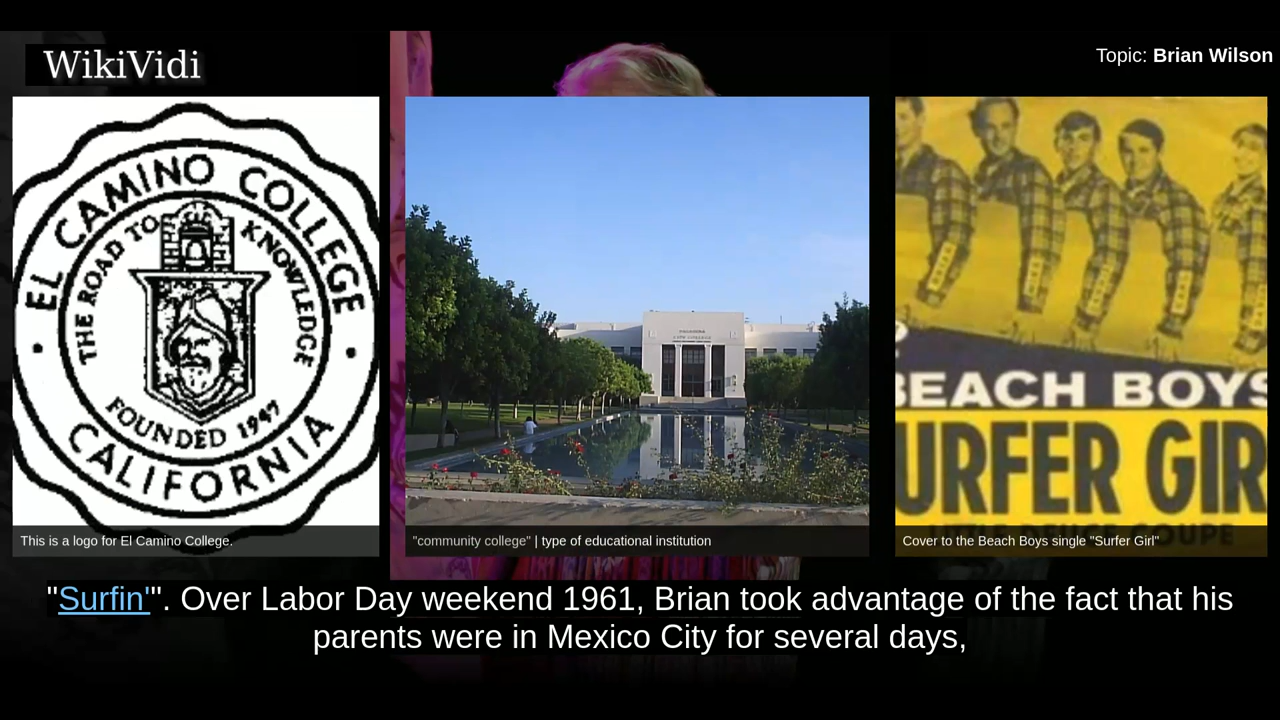 WikiVidi
Topic: Brian Wilson
EL CAMINO COLLEGE
THE ROAD TO KNOWLEDGE
FOUNDED 1947
CALIFORNIA
This is a logo for El Camino College.
"community college" | type of educational institution
BEACH BOYS
URFER GIR
LITTLE DEUCE COUPE
Cover to the Beach Boys single "Surfer Girl"
"Surfin'". Over Labor Day weekend 1961, Brian took advantage of the fact that his
parents were in Mexico City for several days,